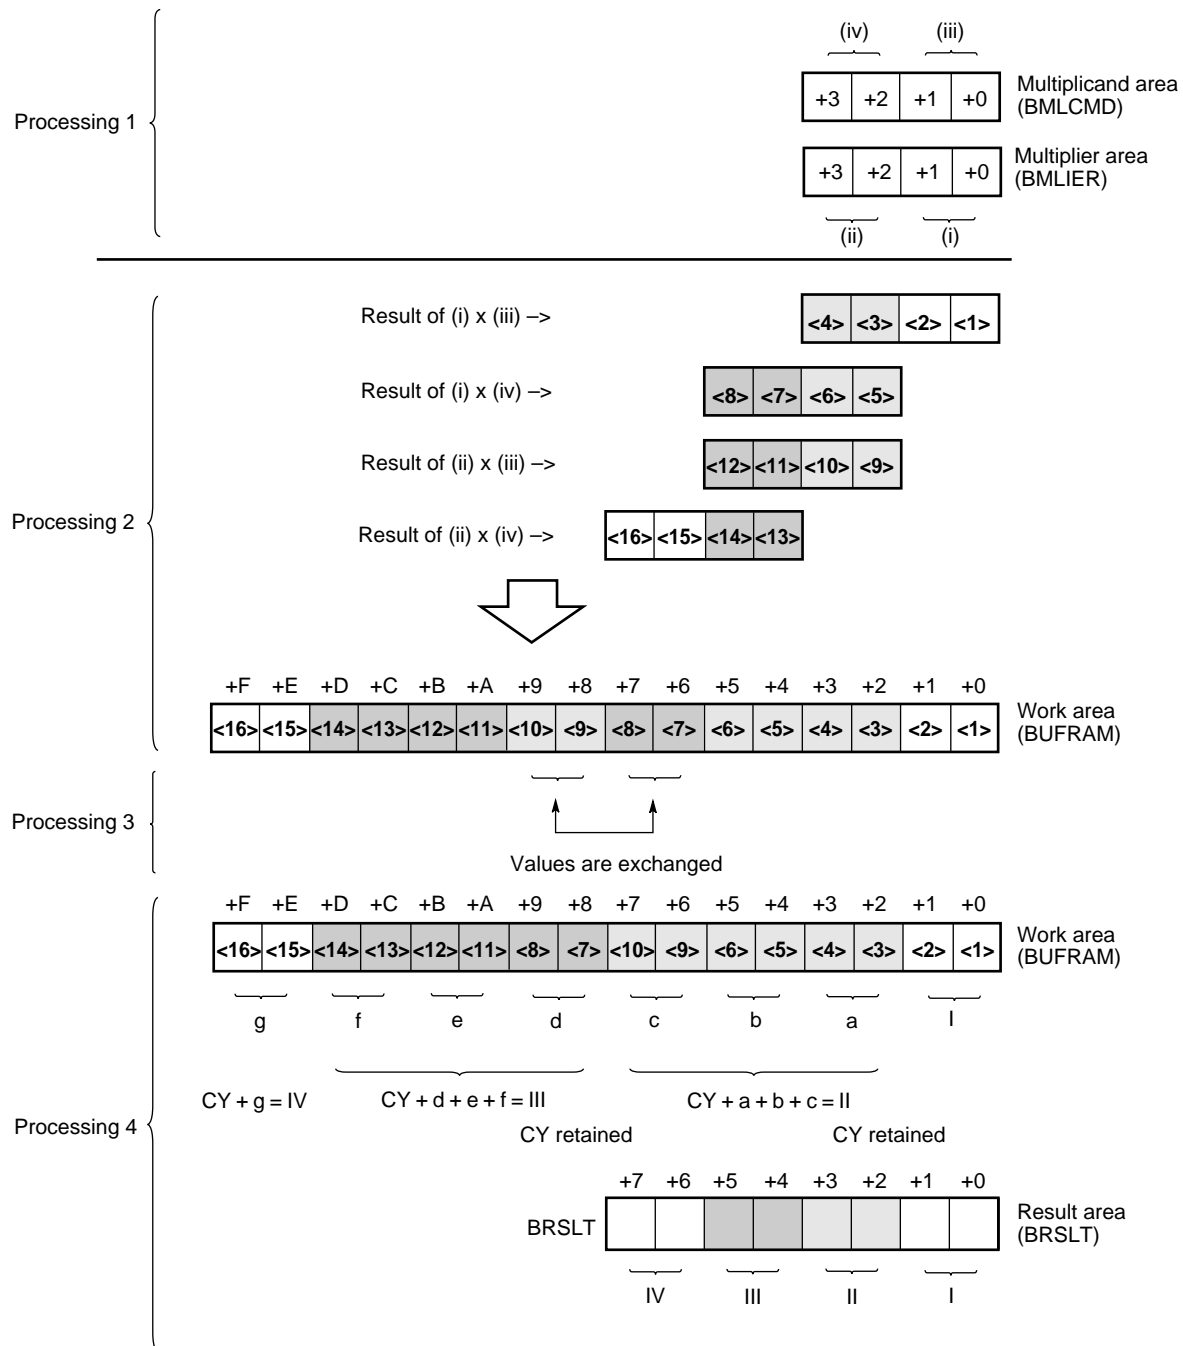 (iv) (iii)
Processing 1
+3 +2 +1 +0
Multiplicand area
(BMLCMD)
+3 +2 +1 +0
Multiplier area
(BMLIER)
(ii) (i)
Result of (i) x (iii) –>
<4> <3> <2> <1>
Result of (i) x (iv) –>
<8> <7> <6> <5>
Result of (ii) x (iii) –>
<12> <11> <10> <9>
Processing 2
Result of (ii) x (iv) –>
<16> <15> <14> <13>
+F +E +D +C +B +A +9 +8 +7 +6 +5 +4 +3 +2 +1 +0
<16> <15> <14> <13> <12> <11> <10> <9> <8> <7> <6> <5> <4> <3> <2> <1>
Work area
(BUFRAM)
Processing 3
Values are exchanged
+F +E +D +C +B +A +9 +8 +7 +6 +5 +4 +3 +2 +1 +0
<16> <15> <14> <13> <12> <11> <8> <7> <10> <9> <6> <5> <4> <3> <2> <1>
Work area
(BUFRAM)
g f e d c b a I
CY + g = IV CY + d + e + f = III CY + a + b + c = II
Processing 4
CY retained CY retained
+7 +6 +5 +4 +3 +2 +1 +0
BRSLT
Result area
(BRSLT)
IV III II I